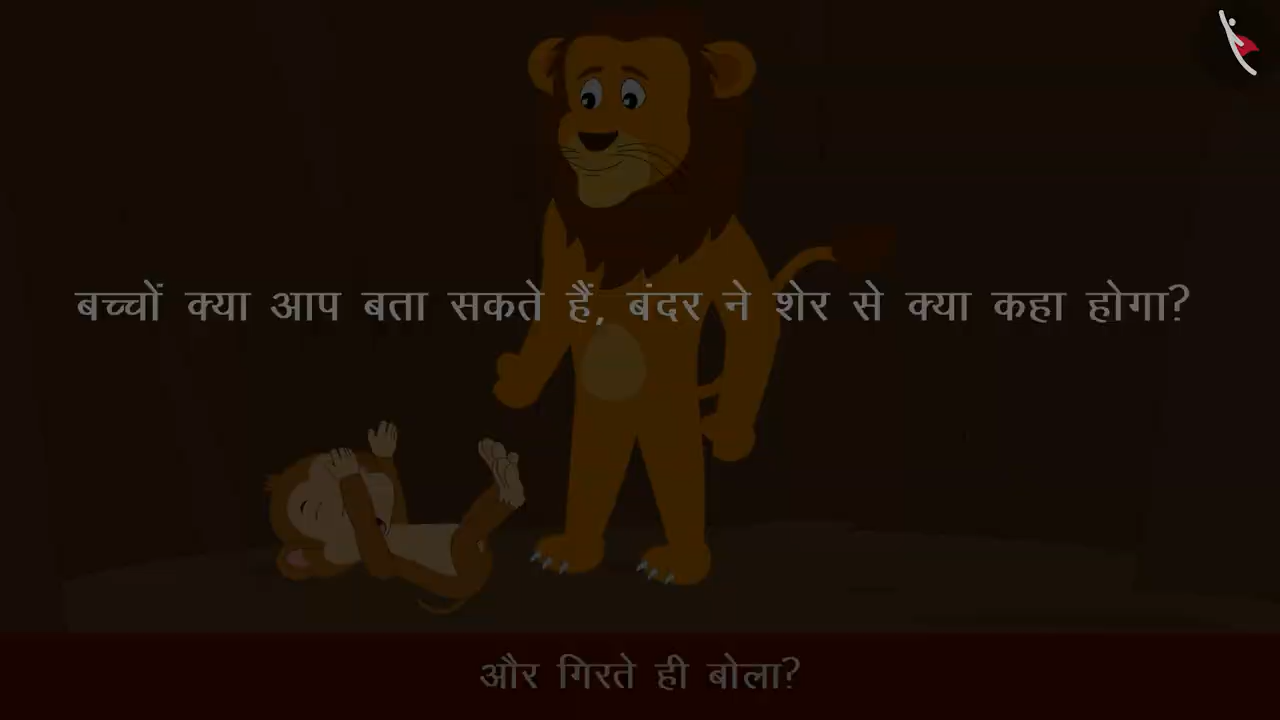 बच्चों क्या आप बता सकते हैं, बंदर ने शेर से क्या कहा होगा?
और गिरते ही बोला?